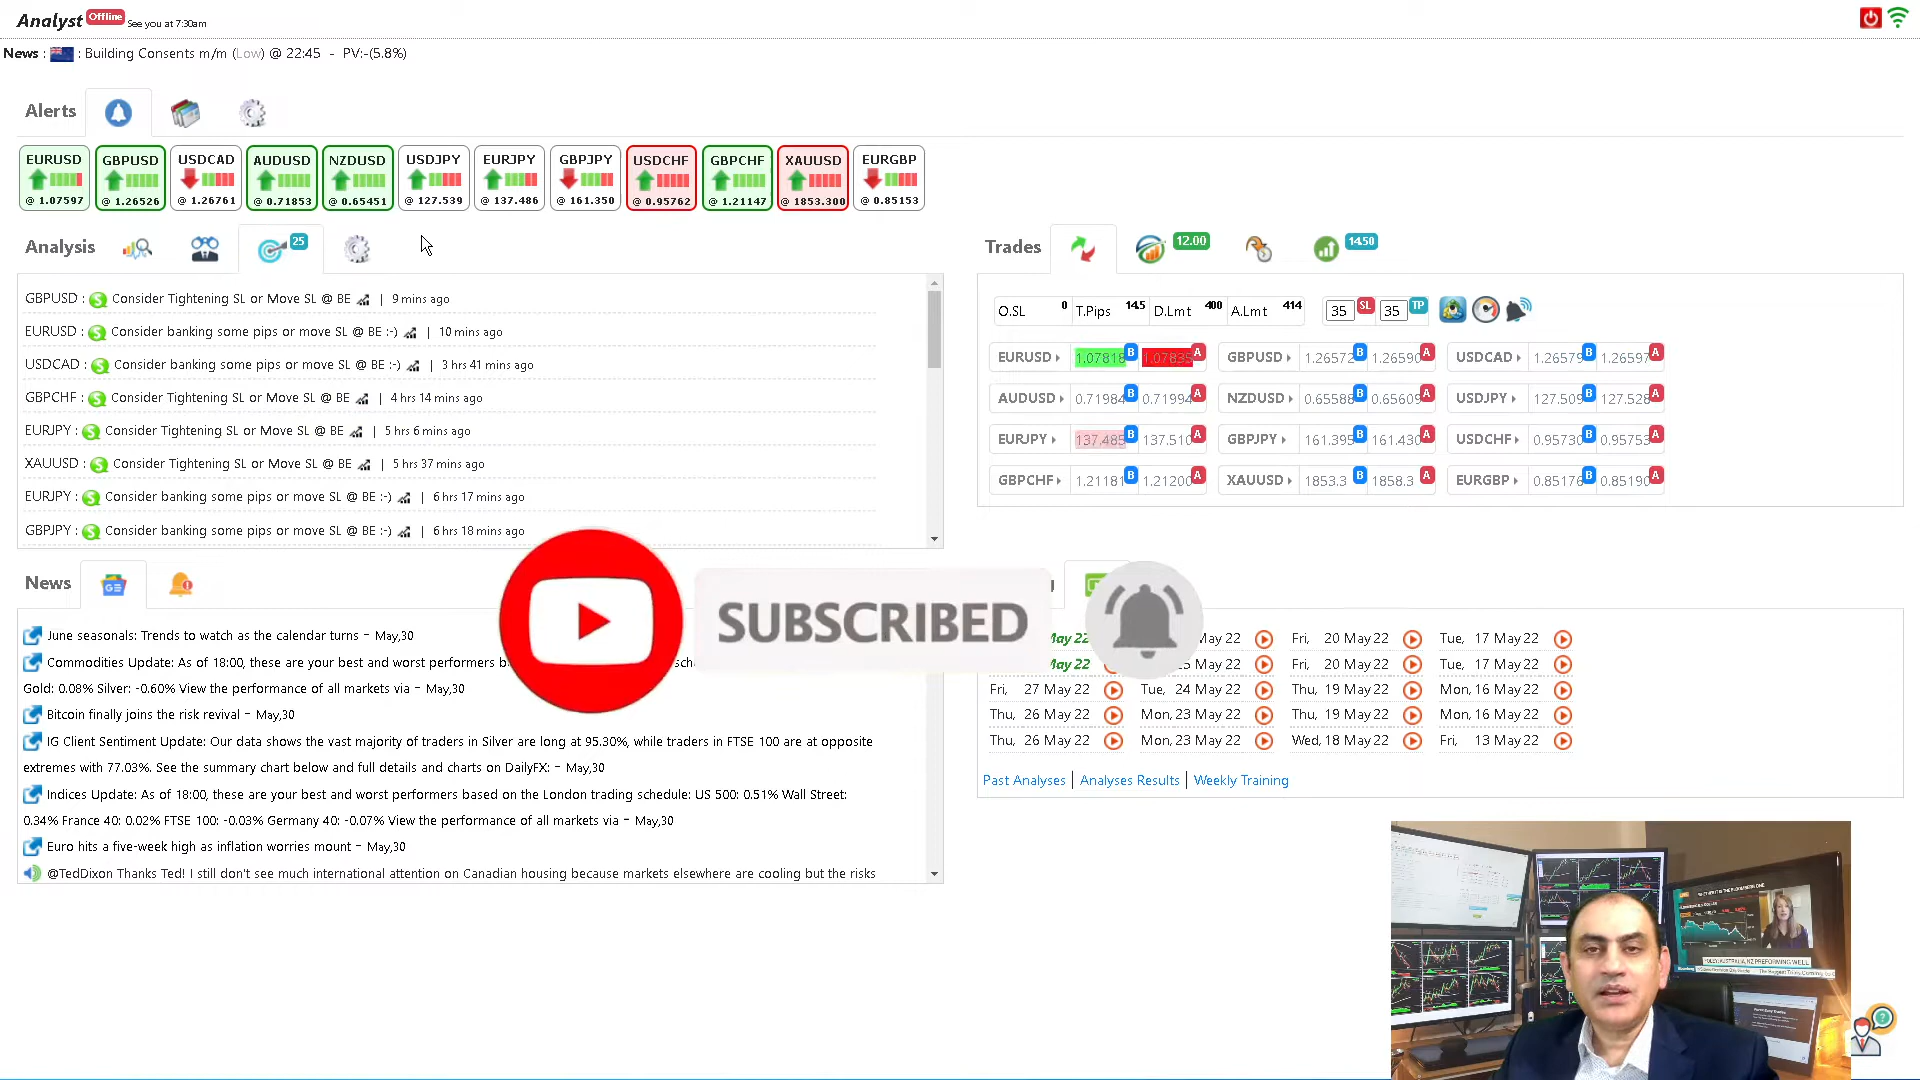 Analyst Offline See you at 7:30am
News : : Building Consents m/m (Low) @ 22:45 - PV:-(5.8%)
Alerts
EURUSD GBPUSD USDCAD AUDUSD NZDUSD USDJPY EURJPY GBPJPY USDCHF GBPCHF XAUUSD EURGBP
@ 1.07597 @ 1.26526 @ 1.26761 @ 0.71853 @ 0.65451 @ 127.539 @ 137.486 @ 161.350 @ 0.95762 @ 1.21147 @ 1853.300 @ 0.85153
Analysis 25
GBPUSD : Consider Tightening SL or Move SL @ BE | 9 mins ago
EURUSD : Consider banking some pips or move SL @ BE :-) | 10 mins ago
USDCAD : Consider banking some pips or move SL @ BE :-) | 3 hrs 41 mins ago
GBPCHF : Consider Tightening SL or Move SL @ BE | 4 hrs 14 mins ago
EURJPY : Consider Tightening SL or Move SL @ BE | 5 hrs 6 mins ago
XAUUSD : Consider Tightening SL or Move SL @ BE | 5 hrs 37 mins ago
EURJPY : Consider banking some pips or move SL @ BE :-) | 6 hrs 17 mins ago
GBPJPY : Consider banking some pips or move SL @ BE :-) | 6 hrs 18 mins ago
Trades 12.00 14.50
O.SL 0 T.Pips 14.5 D.Lmt 400 A.Lmt 414 35 SL 35 TP
EURUSD 1.07818 B 1.07835 A GBPUSD 1.26572 B 1.26590 A USDCAD 1.26579 B 1.26597 A
AUDUSD 0.71984 B 0.71994 A NZDUSD 0.65588 B 0.65609 A USDJPY 127.509 B 127.528 A
EURJPY 137.485 B 137.510 A GBPJPY 161.395 B 161.430 A USDCHF 0.95730 B 0.95753 A
GBPCHF 1.21181 B 1.21200 A XAUUSD 1853.3 B 1858.3 A EURGBP 0.85176 B 0.85190 A
News
June seasonals: Trends to watch as the calendar turns - May,30
Commodities Update: As of 18:00, these are your best and worst performers
Gold: 0.08% Silver: -0.60% View the performance of all markets via - May,30
Bitcoin finally joins the risk revival - May,30
IG Client Sentiment Update: Our data shows the vast majority of traders in Silver are long at 95.30%, while traders in FTSE 100 are at opposite
extremes with 77.03%. See the summary chart below and full details and charts on DailyFX: - May,30
Indices Update: As of 18:00, these are your best and worst performers based on the London trading schedule: US 500: 0.51% Wall Street:
0.34% France 40: 0.02% FTSE 100: -0.03% Germany 40: -0.07% View the performance of all markets via - May,30
Euro hits a five-week high as inflation worries mount - May,30
@TedDixon Thanks Ted! I still don't see much international attention on Canadian housing because markets elsewhere are cooling but the risks
SUBSCRIBED
May 22 May 22 Fri, 20 May 22 Tue, 17 May 22
May 22 May 22 Fri, 20 May 22 Tue, 17 May 22
Fri, 27 May 22 Tue, 24 May 22 Thu, 19 May 22 Mon, 16 May 22
Thu, 26 May 22 Mon, 23 May 22 Thu, 19 May 22 Mon, 16 May 22
Thu, 26 May 22 Mon, 23 May 22 Wed, 18 May 22 Fri, 13 May 22
Past Analyses | Analyses Results | Weekly Training